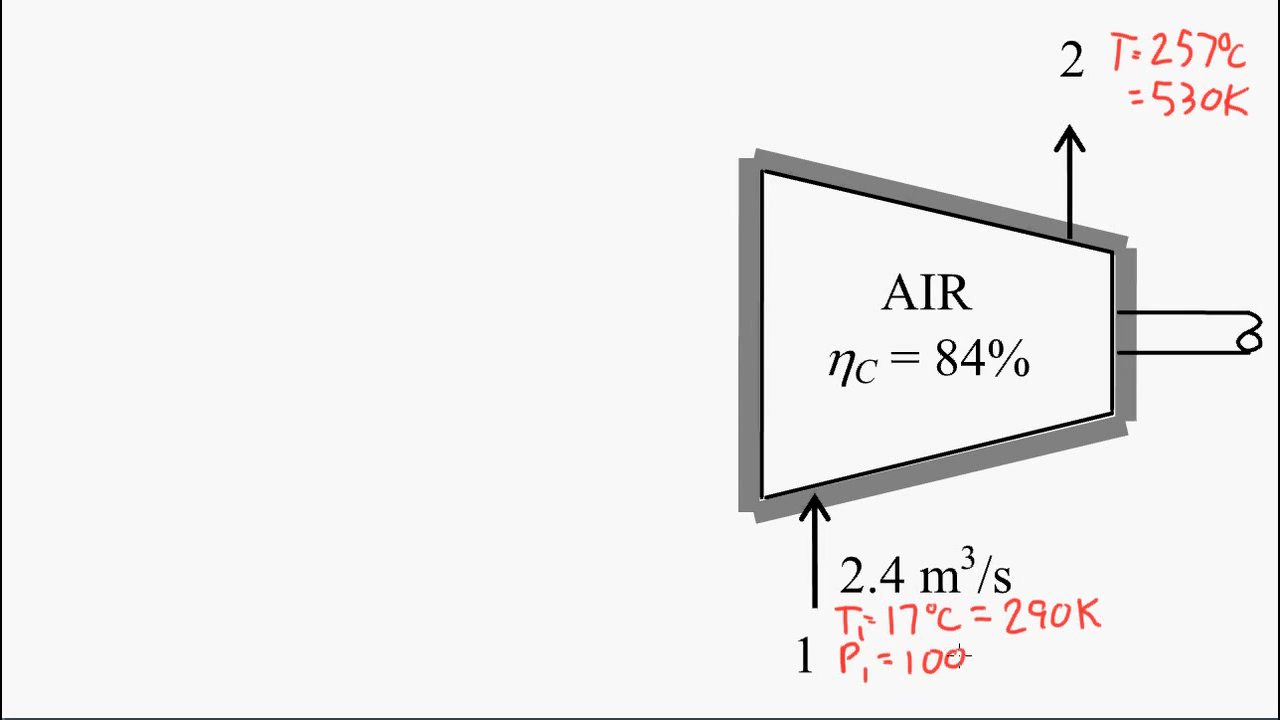 2 T=257°C
=530K
AIR
ηC = 84%
2.4 m³/s
T₁=17°C=290K
1 P₁=100